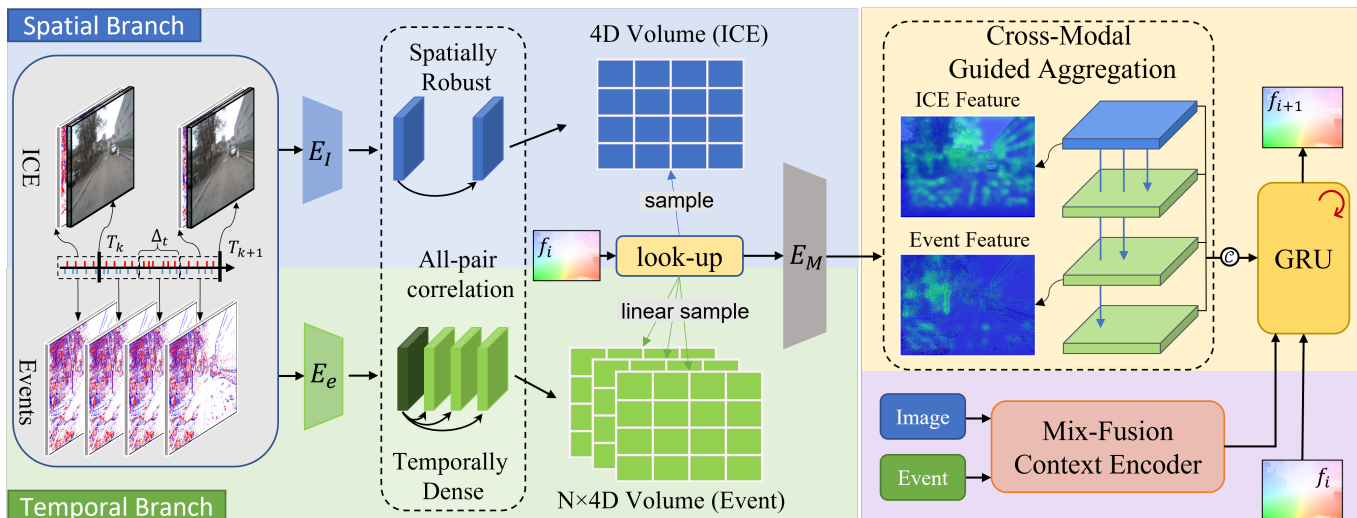 Spatial Branch
ICE
T_k
Δ_t
T_{k+1}
Events
Temporal Branch
E_I
E_e
Spatially
Robust
All-pair
correlation
Temporally
Dense
4D Volume (ICE)
sample
f_i
look-up
linear sample
N×4D Volume (Event)
E_M
Cross-Modal
Guided Aggregation
ICE Feature
Event Feature
C
f_{i+1}
GRU
Image
Event
Mix-Fusion
Context Encoder
f_i